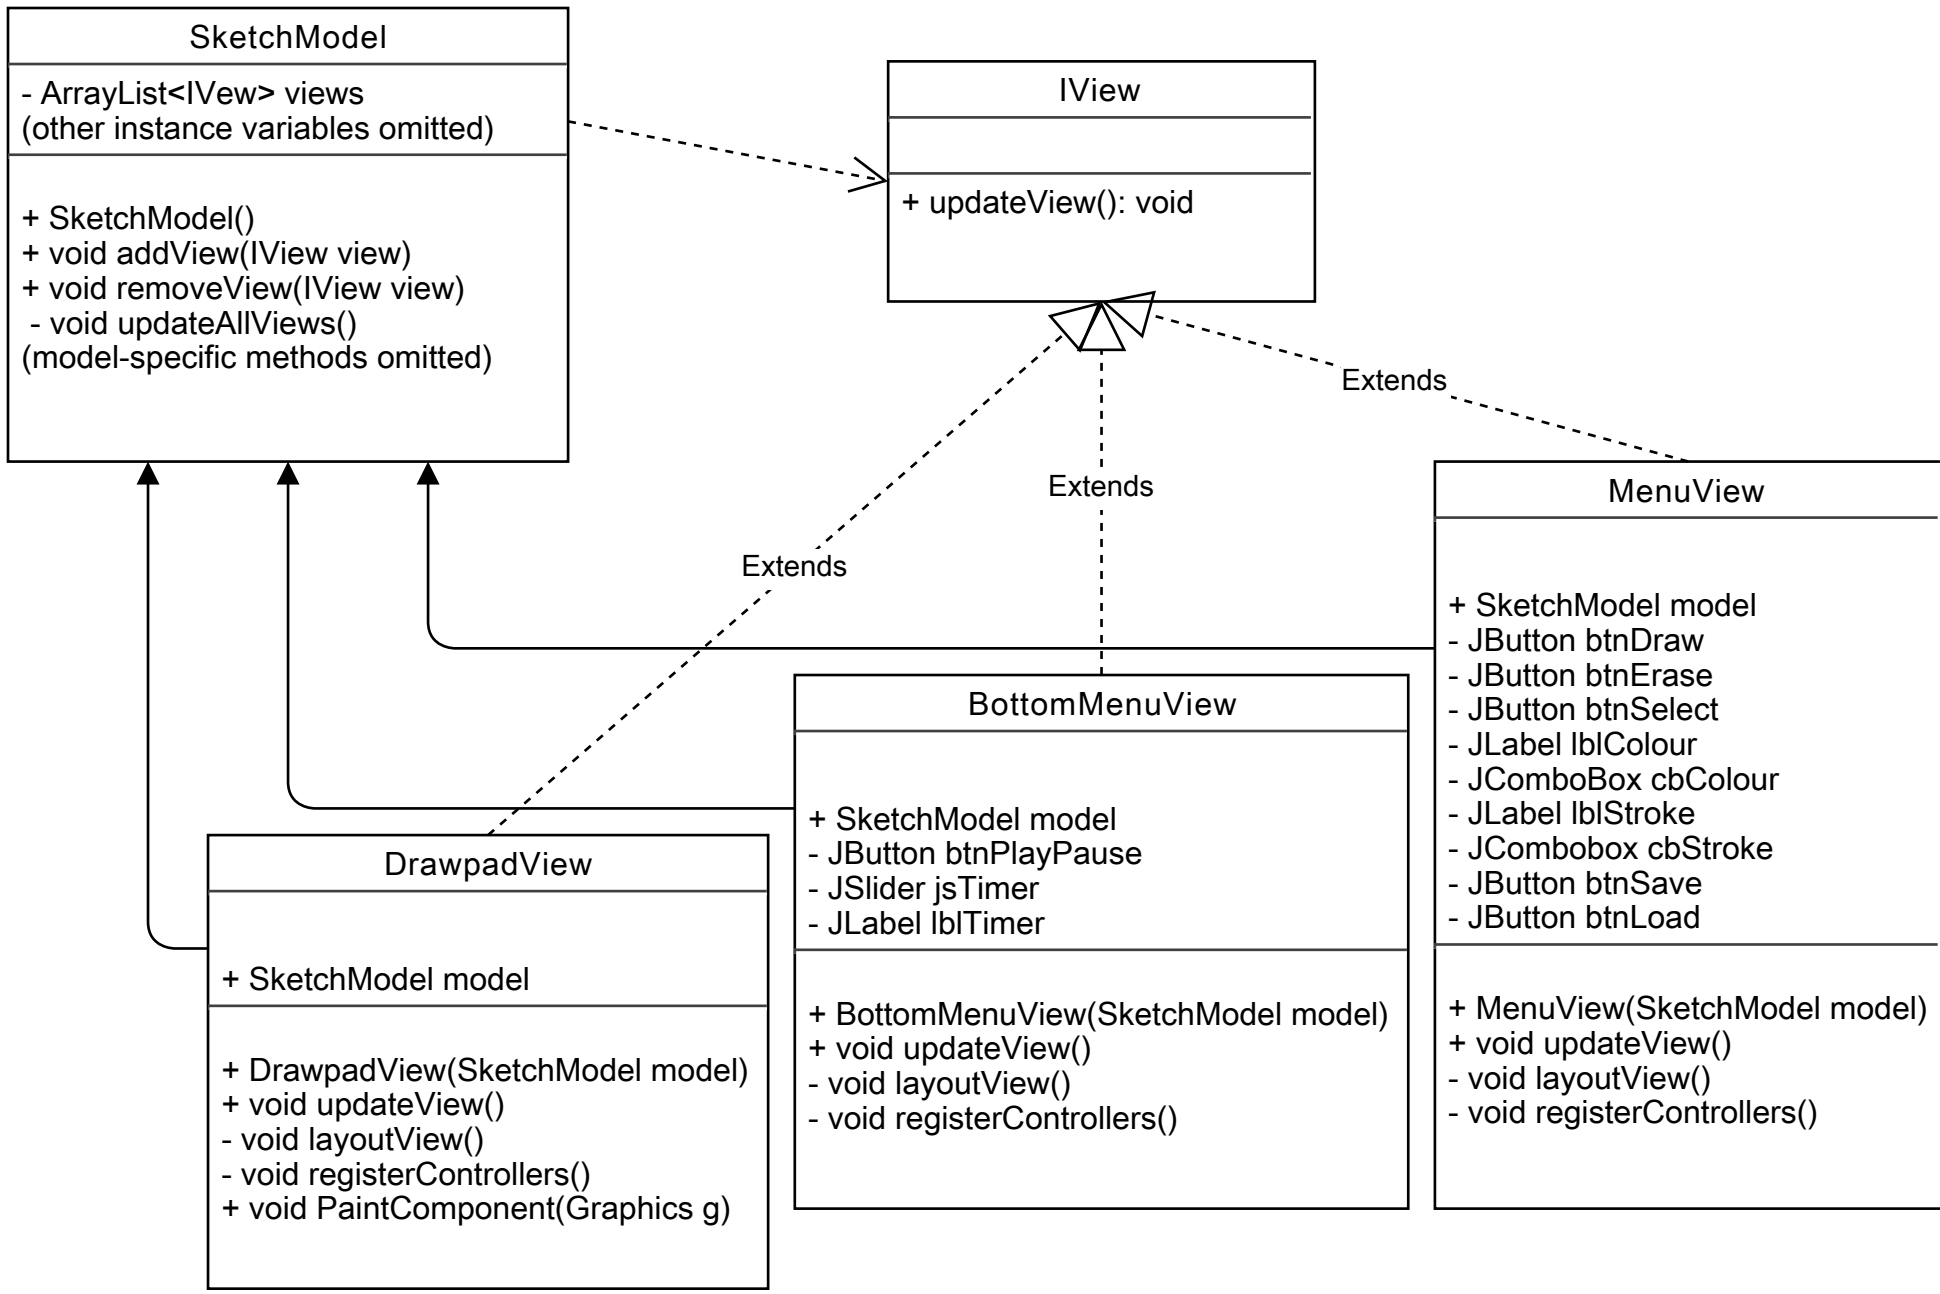 SketchModel
- ArrayList<IVew> views
(other instance variables omitted)
+ SketchModel()
+ void addView(IView view)
+ void removeView(IView view)
- void updateAllViews()
(model-specific methods omitted)
IView
+ updateView(): void
Extends
Extends
Extends
MenuView
+ SketchModel model
- JButton btnDraw
- JButton btnErase
- JButton btnSelect
- JLabel lblColour
- JComboBox cbColour
- JLabel lblStroke
- JCombobox cbStroke
- JButton btnSave
- JButton btnLoad
+ MenuView(SketchModel model)
+ void updateView()
- void layoutView()
- void registerControllers()
BottomMenuView
+ SketchModel model
- JButton btnPlayPause
- JSlider jsTimer
- JLabel lblTimer
+ BottomMenuView(SketchModel model)
+ void updateView()
- void layoutView()
- void registerControllers()
DrawpadView
+ SketchModel model
+ DrawpadView(SketchModel model)
+ void updateView()
- void layoutView()
- void registerControllers()
+ void PaintComponent(Graphics g)